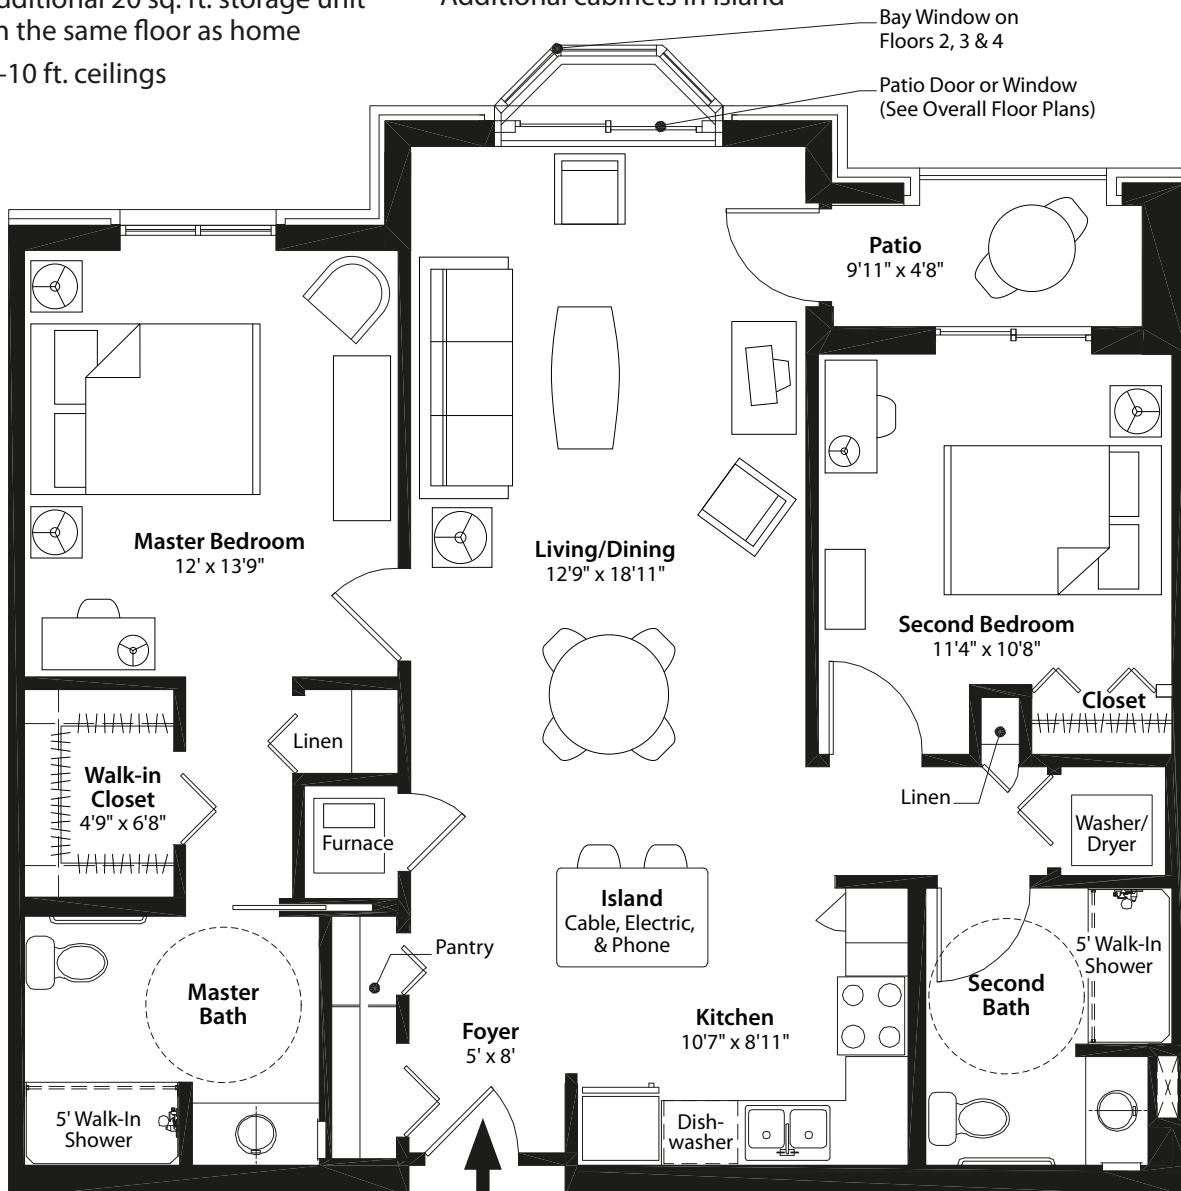 20 sq. ft. storage unit
the same floor as home
10 ft. ceilings
Additional cabinets in island
Bay Window on
Floors 2, 3 & 4
Patio Door or Window
(See Overall Floor Plans)
Patio
9'11" x 4'8"
Master Bedroom
12' x 13'9"
Living/Dining
12'9" x 18'11"
Second Bedroom
11'4" x 10'8"
Closet
Linen
Walk-in
Closet
4'9" x 6'8"
Linen
Furnace
Washer/
Dryer
Island
Cable, Electric,
& Phone
Pantry
5' Walk-In
Shower
Master
Bath
Second
Bath
Foyer
5' x 8'
Kitchen
10'7" x 8'11"
5' Walk-In
Shower
Dish-
washer